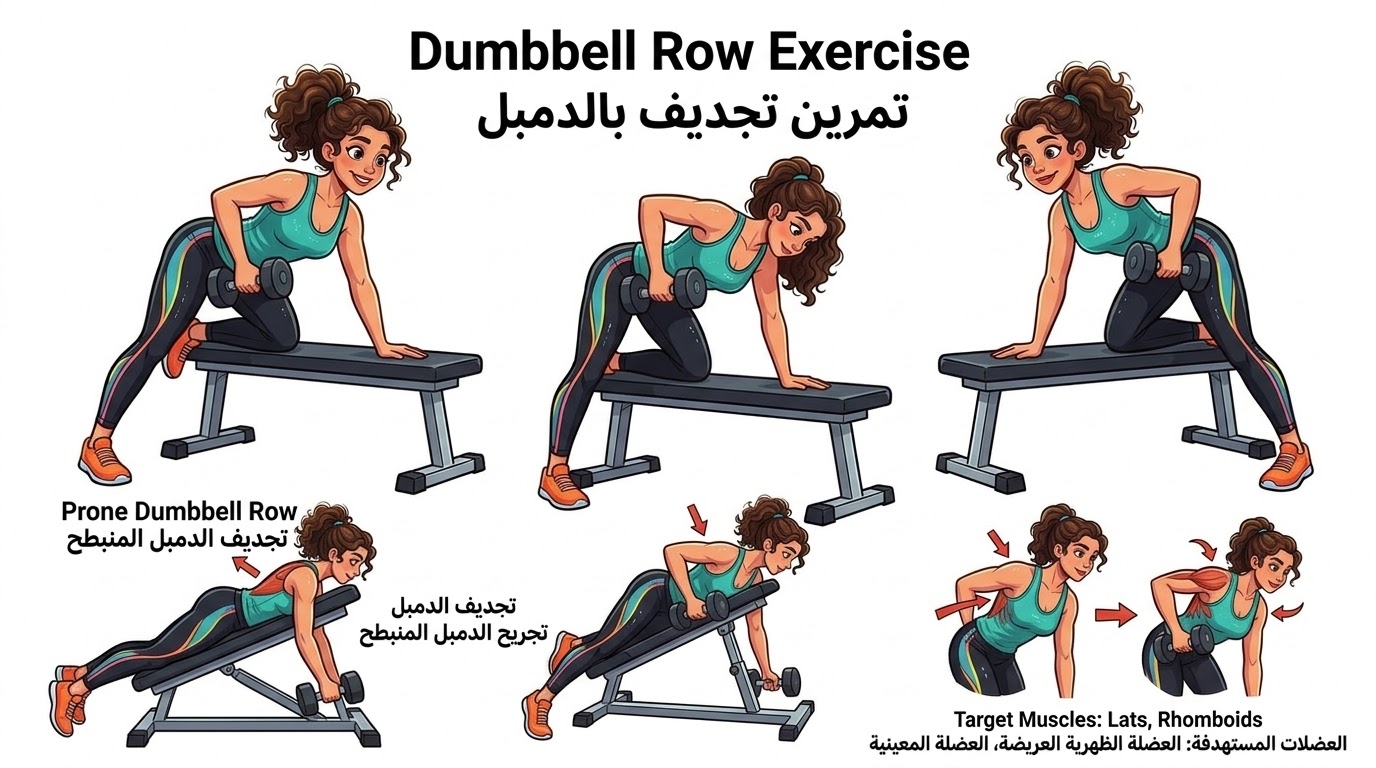 Dumbbell Row Exercise
تمرين تجديف بالدمبل
Prone Dumbbell Row
تجديف الدمبل المنبطح
تجديف الدمبل
تجريح الدمبل المنبطح
Target Muscles: Lats, Rhomboids
العضلات المستهدفة: العضلة الظهرية العريضة، العضلة المعينية